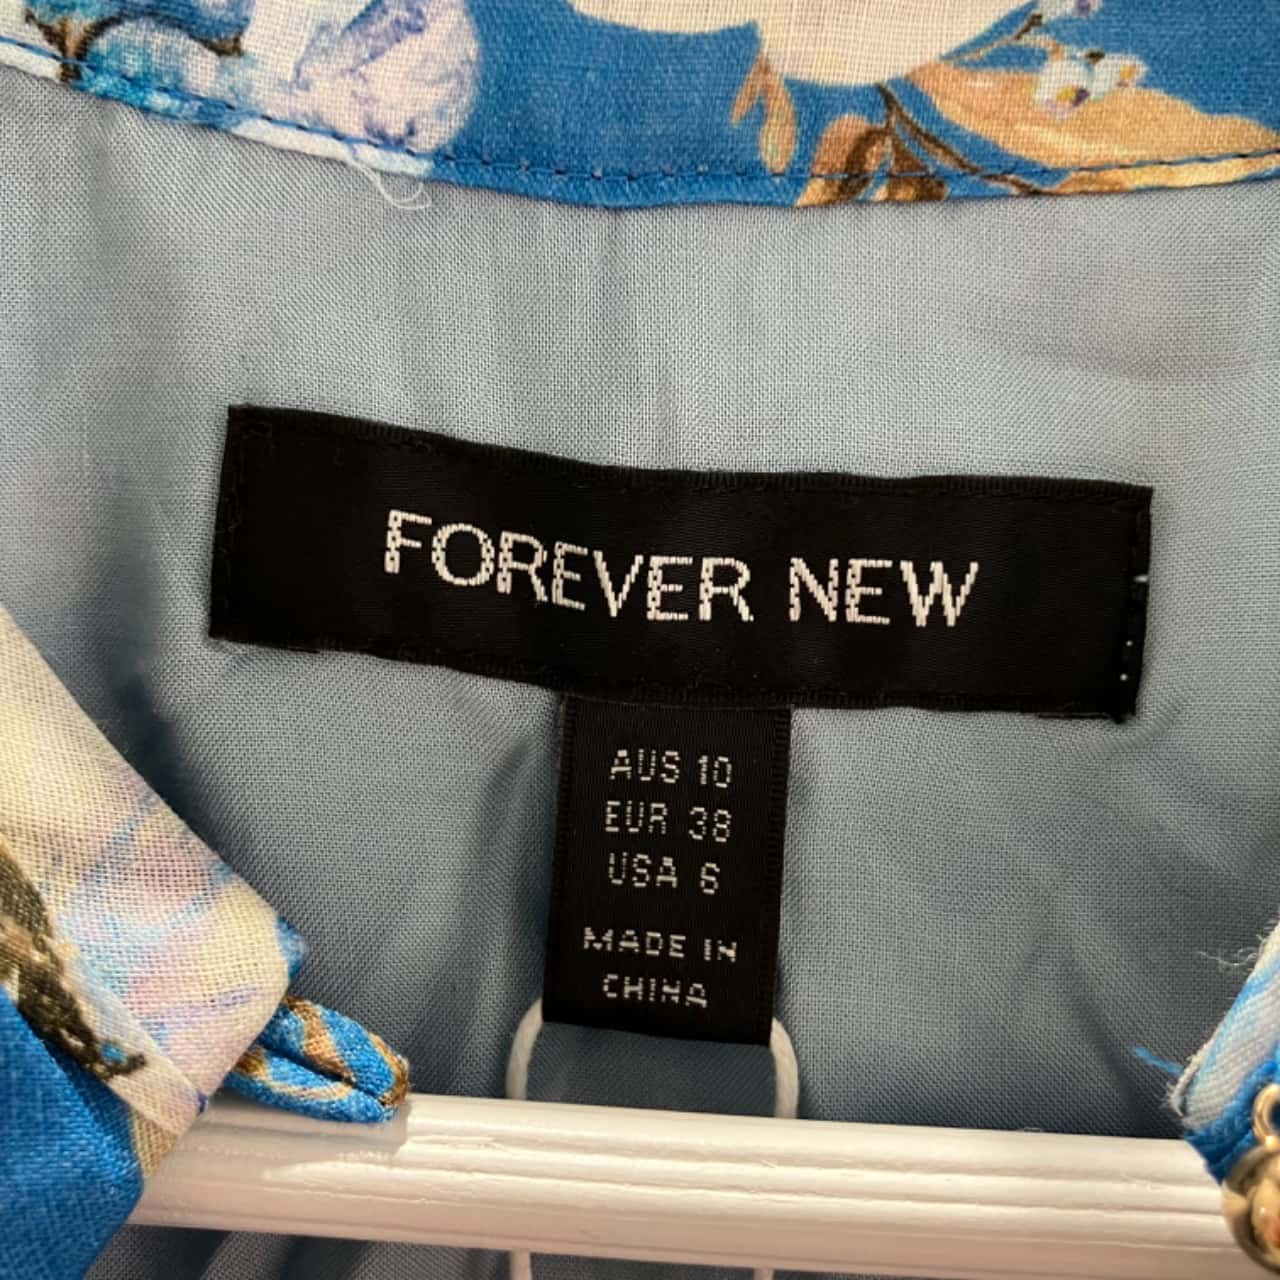 FOREVER NEW
AUS 10
EUR 38
USA 6
MADE IN
CHINA